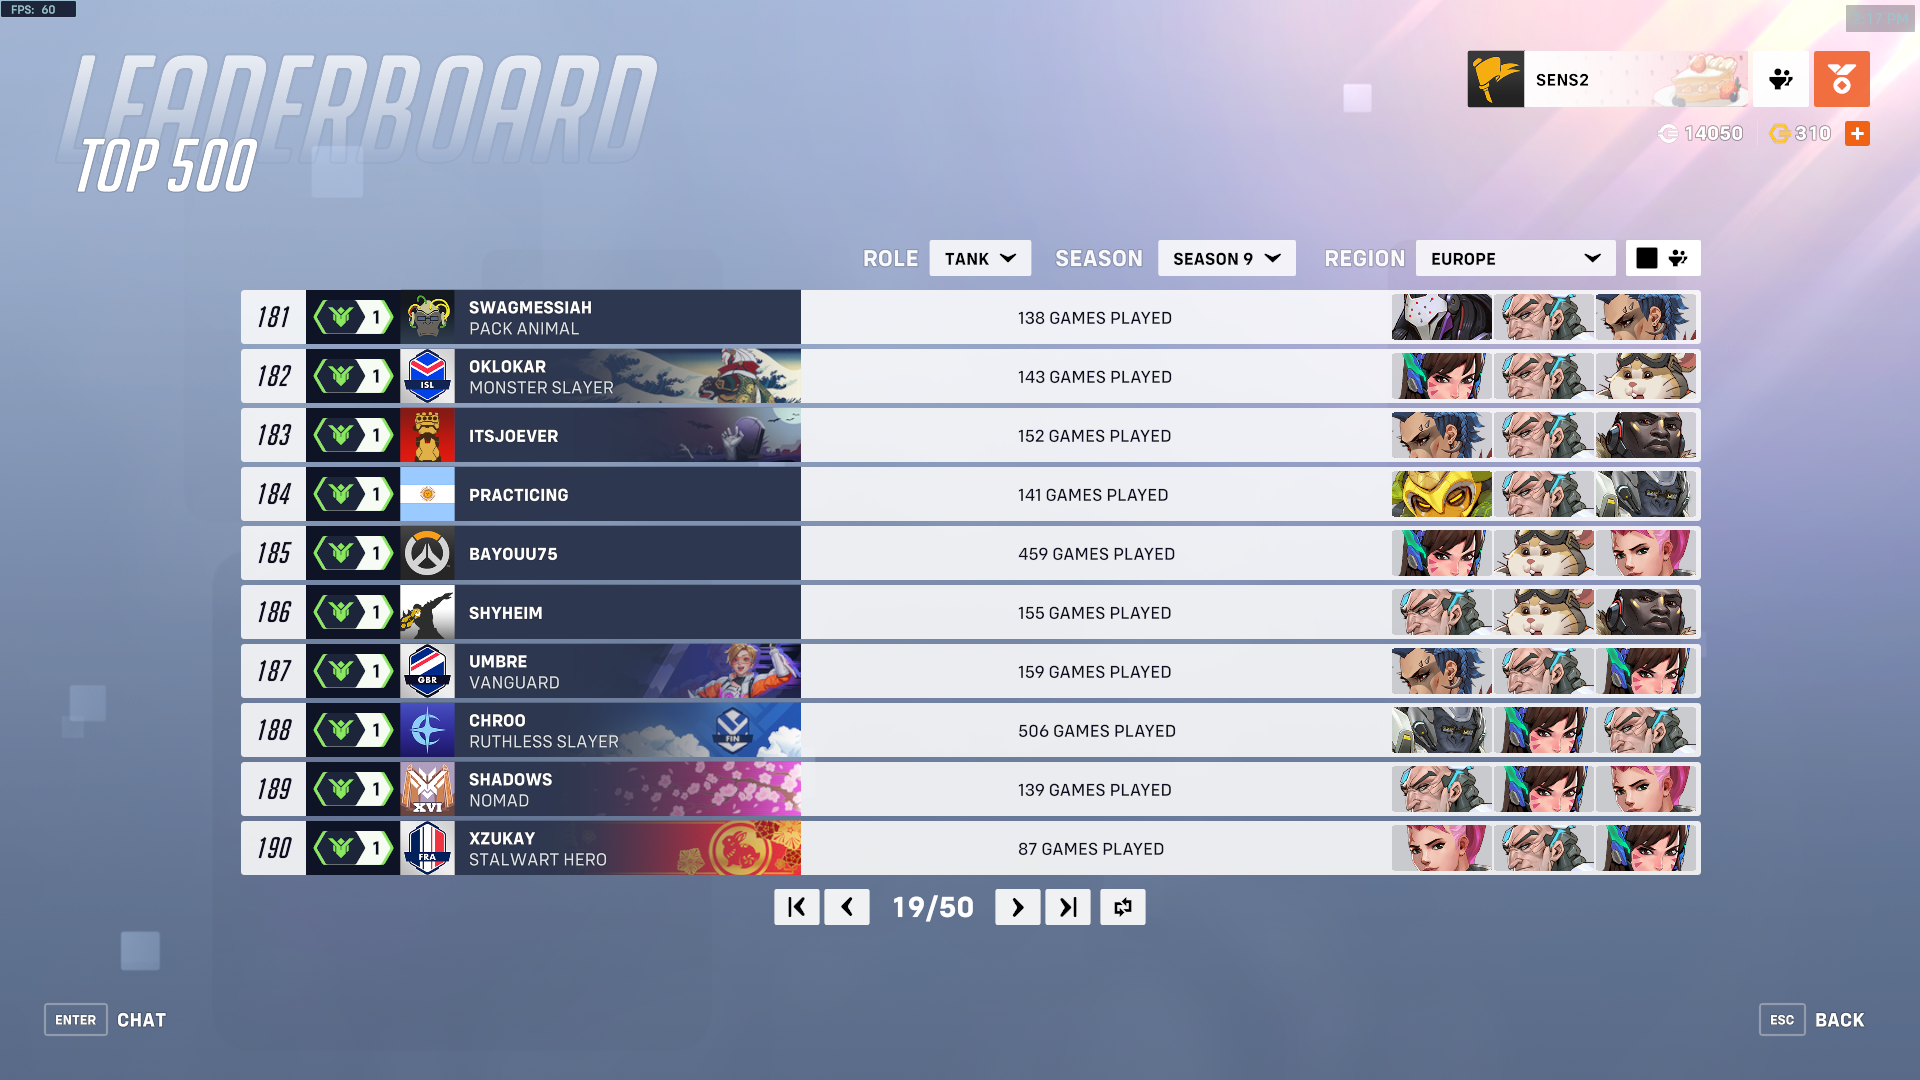 FPS: 60
LEADERBOARD
TOP 500
SENS2
14050
310
ROLE TANK SEASON SEASON 9 REGION EUROPE
181 1 SWAGMESSIAH 138 GAMES PLAYED
PACK ANIMAL
182 1 ISL OKLOKAR 143 GAMES PLAYED
MONSTER SLAYER
183 1 ITSJOEVER 152 GAMES PLAYED
184 1 PRACTICING 141 GAMES PLAYED
185 1 BAYOUU75 459 GAMES PLAYED
186 1 SHYHEIM 155 GAMES PLAYED
187 1 GBR UMBRE 159 GAMES PLAYED
VANGUARD
188 1 CHROO FIN 506 GAMES PLAYED
RUTHLESS SLAYER
189 1 XVI SHADOWS 139 GAMES PLAYED
NOMAD
190 1 FRA XZUKAY 87 GAMES PLAYED
STALWART HERO
19/50
ENTER CHAT
ESC BACK